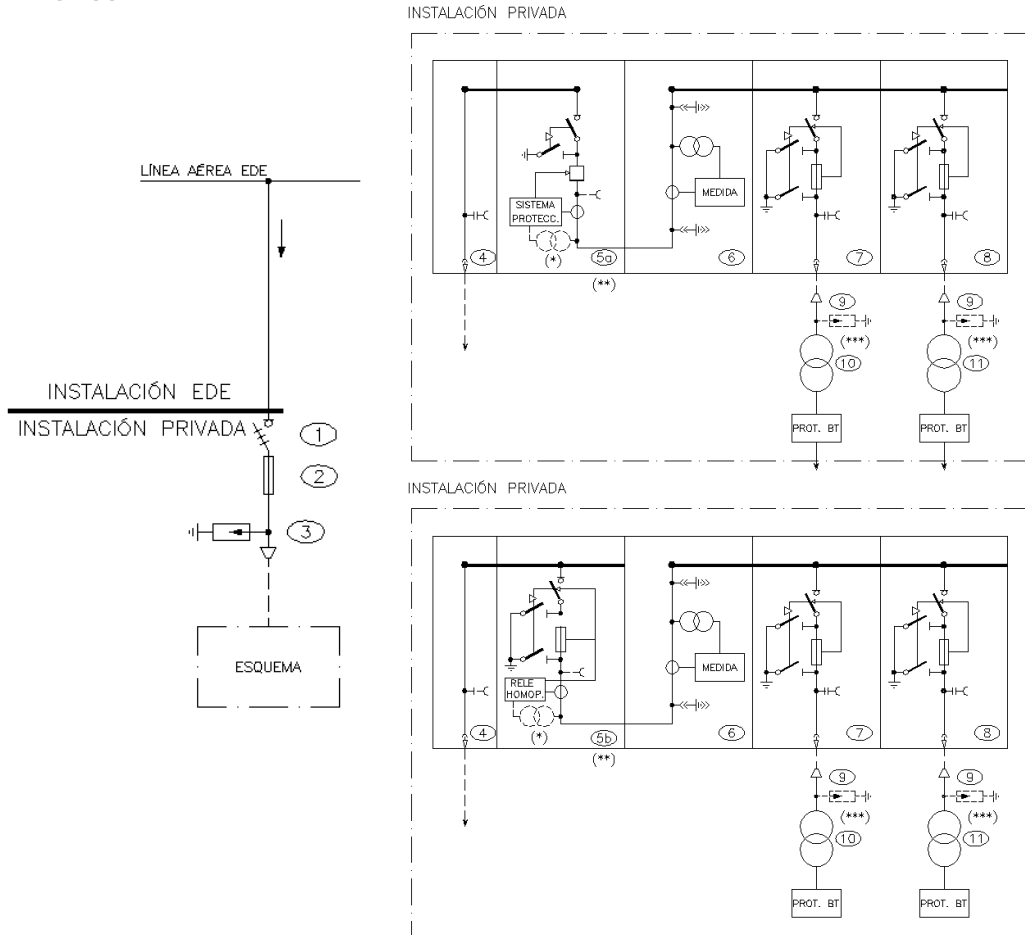 INSTALACIÓN PRIVADA
LÍNEA AÉREA EDE
INSTALACIÓN EDE
INSTALACIÓN PRIVADA
1
2
3
ESQUEMA
SISTEMA
PROTECC.
(*)
MEDIDA
4
5a
6
7
8
(**)
9
9
(***)
(***)
10
11
PROT. BT
PROT. BT
INSTALACIÓN PRIVADA
RELE
HOMOP.
(*)
MEDIDA
4
5b
6
7
8
(**)
9
9
(***)
(***)
10
11
PROT. BT
PROT. BT